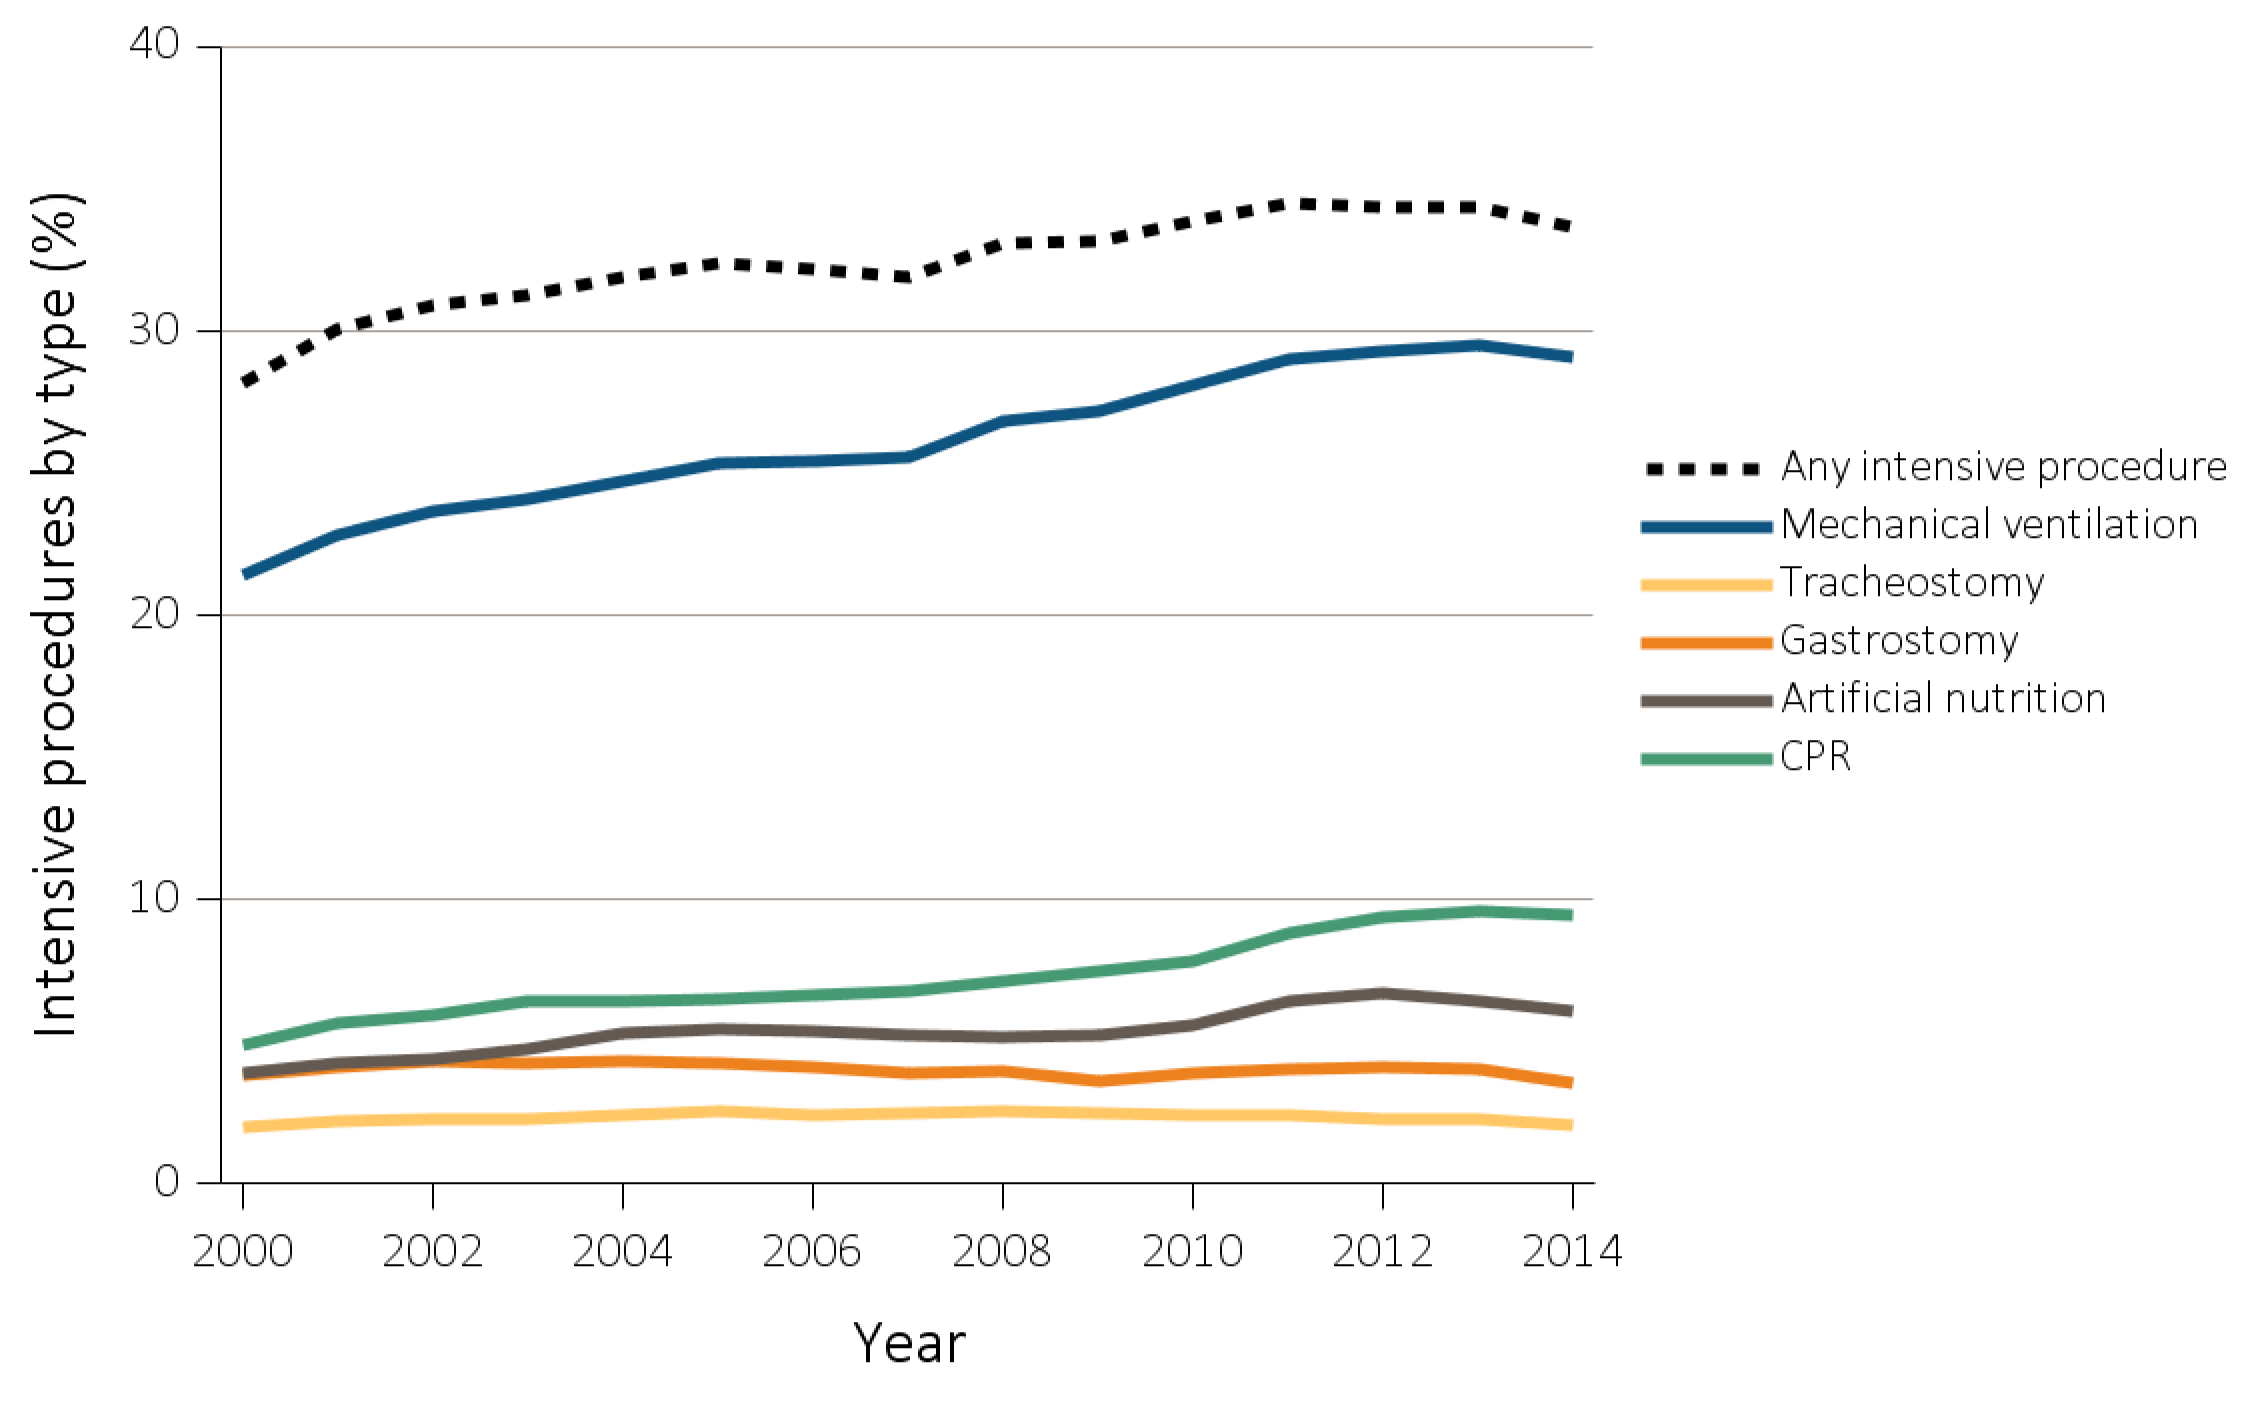 Intensive procedures by type (%)
40
30
20
10
0
2000 2002 2004 2006 2008 2010 2012 2014
Year
Any intensive procedure
Mechanical ventilation
Tracheostomy
Gastrostomy
Artificial nutrition
CPR